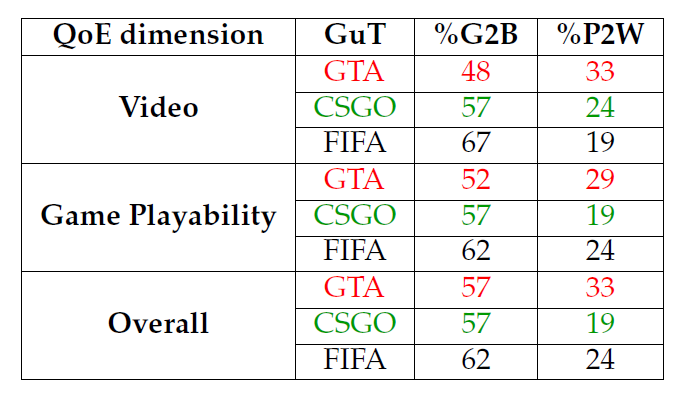 QoE dimension GuT %G2B %P2W
GTA 48 33
Video CSGO 57 24
FIFA 67 19
GTA 52 29
Game Playability CSGO 57 19
FIFA 62 24
GTA 57 33
Overall CSGO 57 19
FIFA 62 24